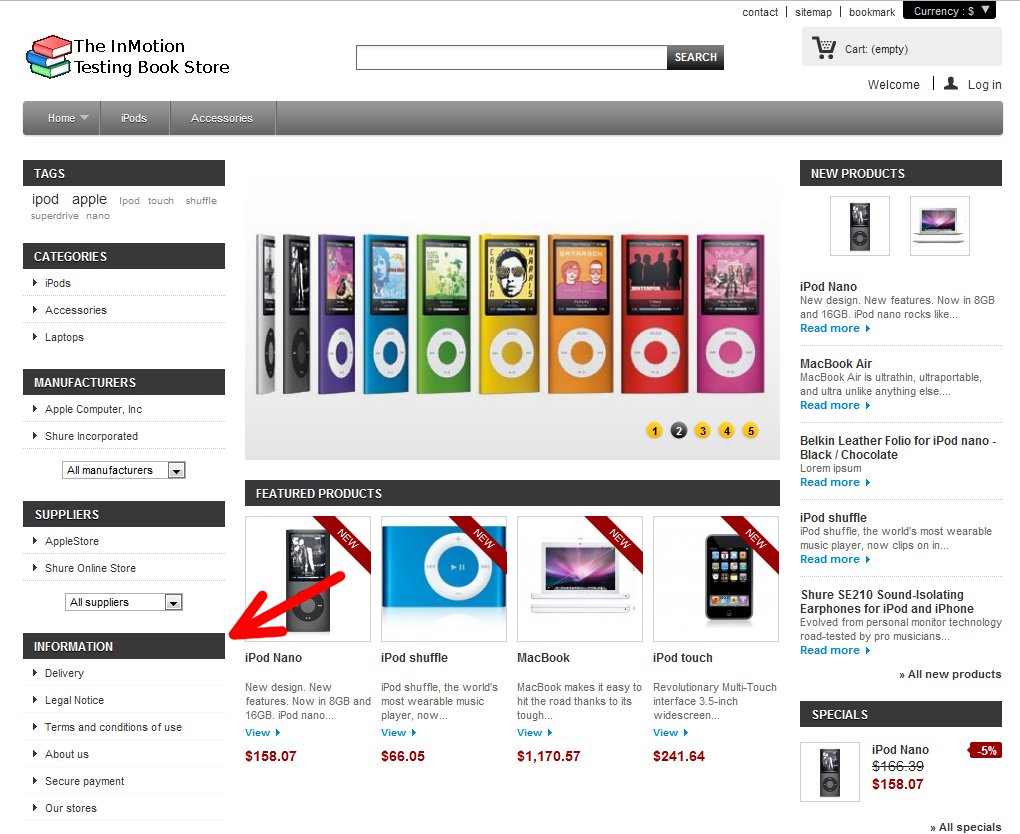 contact
sitemap
bookmark
Currency : $
The InMotion
Testing Book Store
SEARCH
Cart: (empty)
Welcome
Log in
Home
iPods
Accessories
TAGS
ipod apple Ipod touch shuffle
superdrive nano
CATEGORIES
iPods
Accessories
Laptops
MANUFACTURERS
Apple Computer, Inc
Shure Incorporated
All manufacturers
SUPPLIERS
AppleStore
Shure Online Store
All suppliers
INFORMATION
Delivery
Legal Notice
Terms and conditions of use
About us
Secure payment
Our stores
CALVIN
HARRIS
DATAROCK
INTERPOL
1 2 3 4 5
FEATURED PRODUCTS
NEW
iPod Nano
New design. New
features. Now in 8GB and
16GB. iPod nano...
View
$158.07
NEW
iPod shuffle
iPod shuffle, the world's
most wearable music
player, now...
View
$66.05
NEW
MacBook
MacBook makes it easy to
hit the road thanks to its
tough...
View
$1,170.57
NEW
iPod touch
Revolutionary Multi-Touch
interface 3.5-inch
widescreen...
View
$241.64
NEW PRODUCTS
iPod Nano
New design. New features. Now in 8GB
and 16GB. iPod nano rocks like...
Read more
MacBook Air
MacBook Air is ultrathin, ultraportable,
and ultra unlike anything else....
Read more
Belkin Leather Folio for iPod nano -
Black / Chocolate
Lorem ipsum
Read more
iPod shuffle
iPod shuffle, the world's most wearable
music player, now clips on in...
Read more
Shure SE210 Sound-Isolating
Earphones for iPod and iPhone
Evolved from personal monitor technology
road-tested by pro musicians...
Read more
» All new products
SPECIALS
iPod Nano
-5%
$166.39
$158.07
» All specials